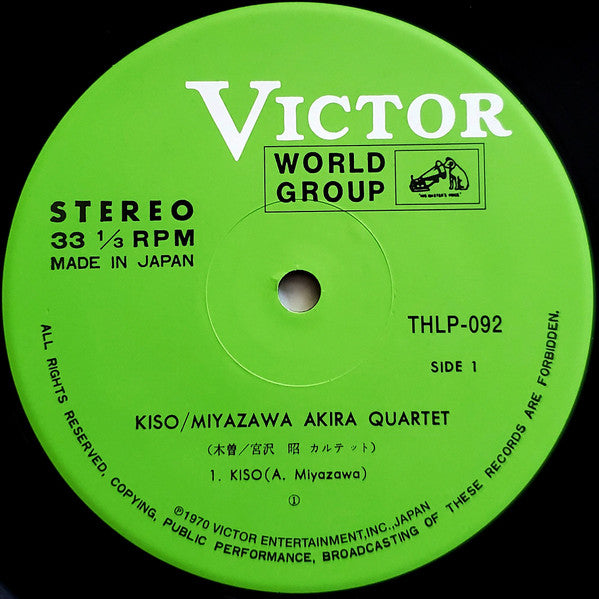 VICTOR
WORLD
GROUP
"HIS MASTER'S VOICE"
STEREO
33 1/3 RPM
MADE IN JAPAN
THLP-092
SIDE 1
KISO/MIYAZAWA AKIRA QUARTET
(木曽/宮沢 昭 カルテット)
1. KISO(A. Miyazawa)
①
℗1970 VICTOR ENTERTAINMENT,INC.,JAPAN
ALL RIGHTS RESERVED, COPYING, PUBLIC PERFORMANCE, BROADCASTING OF THESE RECORDS ARE FORBIDDEN.